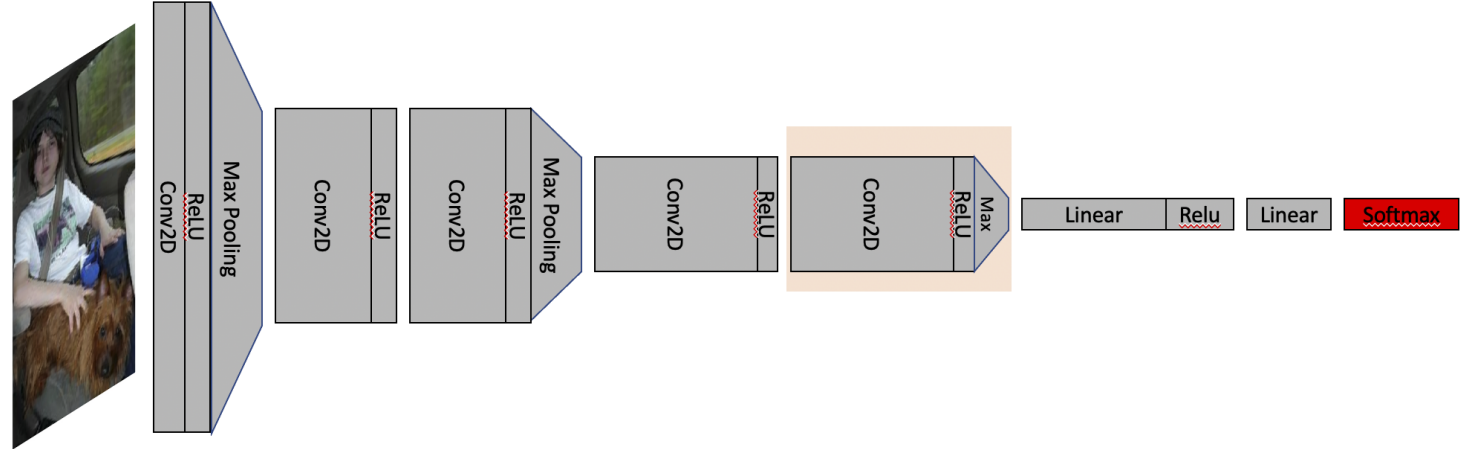 Conv2D
ReLU
Max Pooling
Conv2D
ReLU
Conv2D
ReLU
Max Pooling
Conv2D
ReLU
Conv2D
ReLU
Max
Linear
Relu
Linear
Softmax